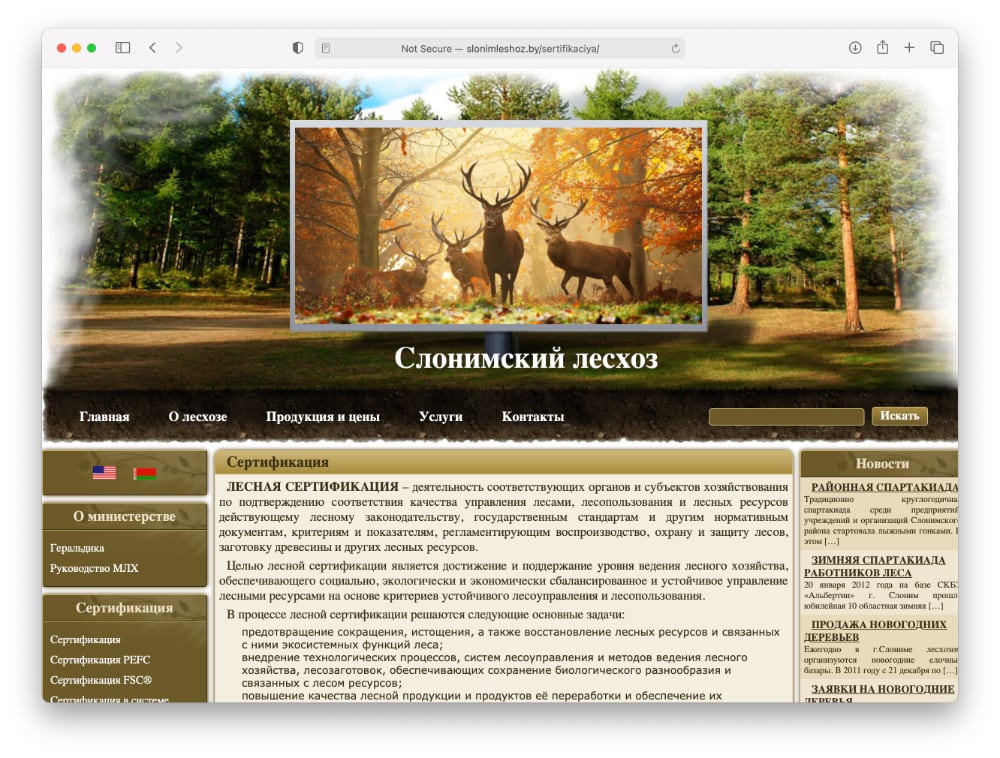 Not Secure — slonimleshoz.by/sertifikaciya/
Слонимский лесхоз
Главная О лесхозе Продукция и цены Услуги Контакты Искать
О министерстве
Геральдика
Руководство МЛХ
Сертификация
Сертификация
Сертификация PEFC
Сертификация FSC®
Сертификация в системе
Сертификация
ЛЕСНАЯ СЕРТИФИКАЦИЯ – деятельность соответствующих органов и субъектов хозяйствования
по подтверждению соответствия качества управления лесами, лесопользования и лесных ресурсов
действующему лесному законодательству, государственным стандартам и другим нормативным
документам, критериям и показателям, регламентирующим воспроизводство, охрану и защиту лесов,
заготовку древесины и других лесных ресурсов.
Целью лесной сертификации является достижение и поддержание уровня ведения лесного хозяйства,
обеспечивающего социально, экологически и экономически сбалансированное и устойчивое управление
лесными ресурсами на основе критериев устойчивого лесоуправления и лесопользования.
В процессе лесной сертификации решаются следующие основные задачи:
предотвращение сокращения, истощения, а также восстановление лесных ресурсов и связанных
с ними экосистемных функций леса;
внедрение технологических процессов, систем лесоуправления и методов ведения лесного
хозяйства, лесозаготовок, обеспечивающих сохранение биологического разнообразия и
связанных с лесом ресурсов;
повышение качества лесной продукции и продуктов её переработки и обеспечение их
Новости
РАЙОННАЯ СПАРТАКИАДА
Традиционно круглогодична
спартакиада среди предприятий
учреждений и организаций Слонимског
района стартовала лыжными гонками. В
этом […]
ЗИМНЯЯ СПАРТАКИАДА
РАБОТНИКОВ ЛЕСА
20 января 2012 года на базе СКБ
«Альбертин» г. Слоним прошл
юбилейная 10 областная зимняя […]
ПРОДАЖА НОВОГОДНИХ
ДЕРЕВЬЕВ
Ежегодно в г.Слониме лесхозом
организуются новогодние елочны
базары. В 2011 году с 21 декабря по […]
ЗАЯВКИ НА НОВОГОДНИЕ
ДЕРЕВЬЯ